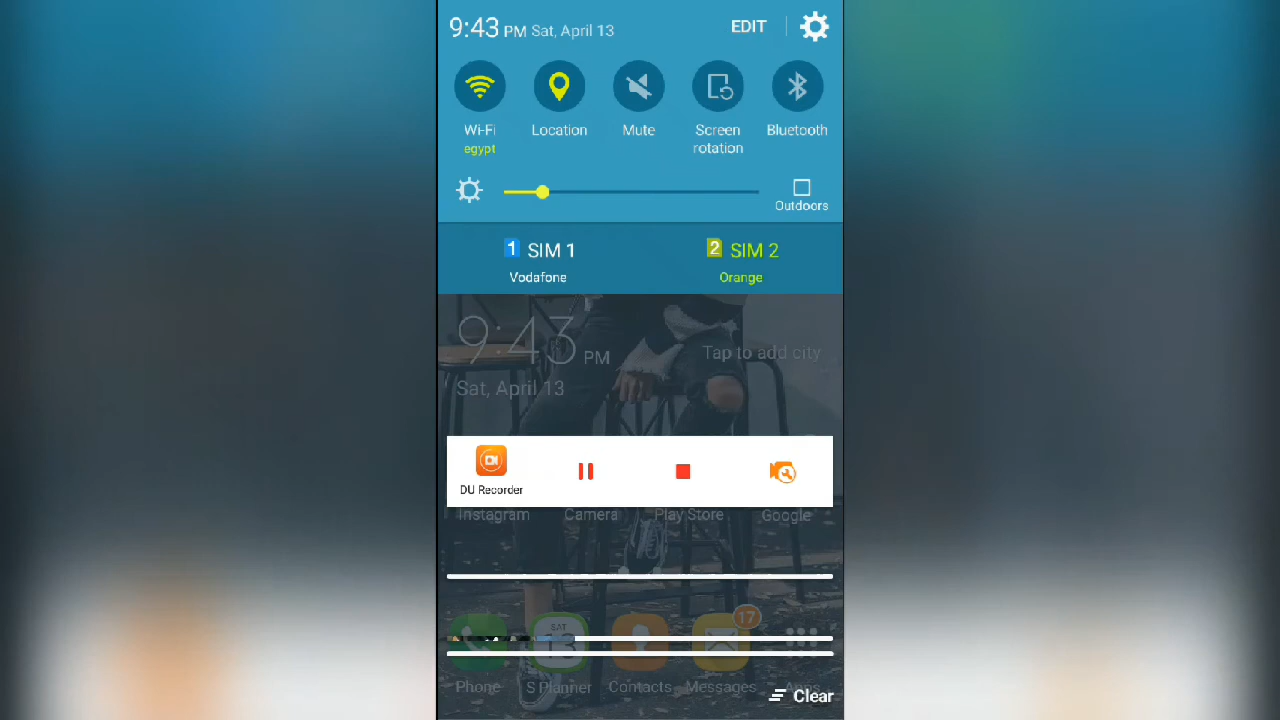 9:43 PM Sat, April 13 EDIT
Wi-Fi Location Mute Screen rotation Bluetooth
egypt
Outdoors
1 SIM 1 2 SIM 2
Vodafone Orange
9:43 PM Tap to add city
Sat, April 13
DU Recorder
Instagram Camera Play Store Google
SAT 17
13
Phone S Planner Contacts Messages Apps
Clear